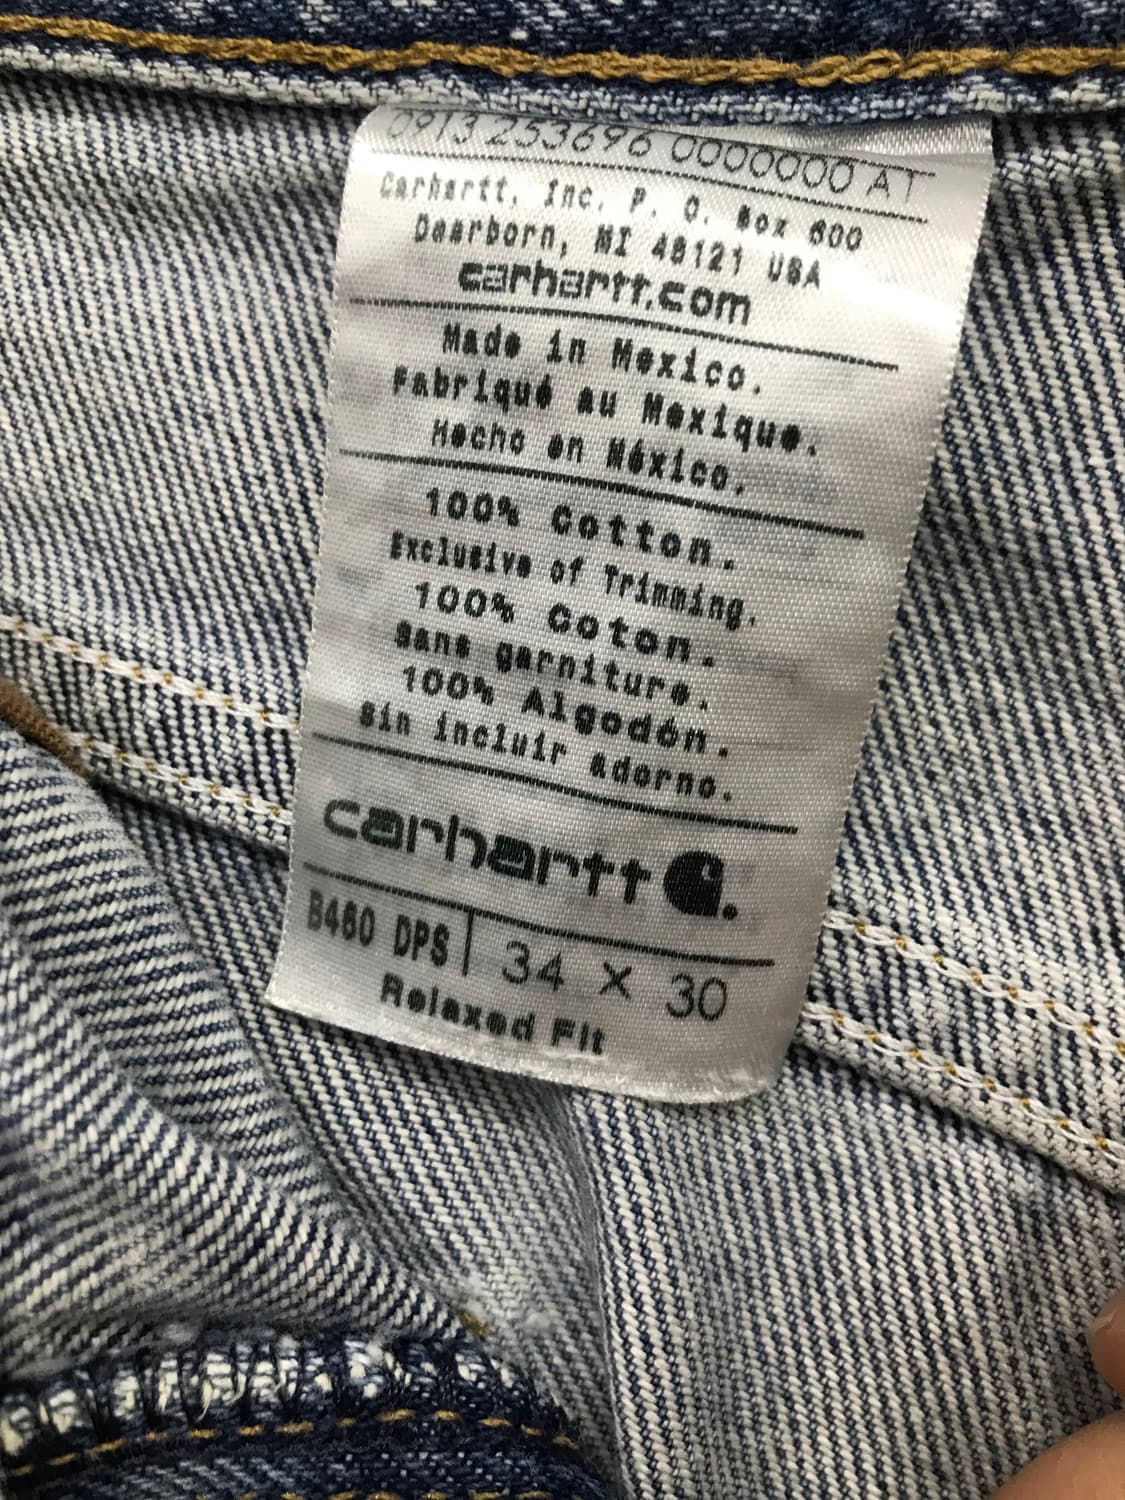 0913 253696 0000000 AT
Carhartt, Inc. P. O. Box 600
Dearborn, MI 48121 USA
carhartt.com
Made in Mexico.
Fabriqué au Mexique.
Hecho en México.
100% Cotton.
Exclusive of Trimming.
100% Coton.
Sans garniture.
100% Algodón.
Sin incluir adorno.
carhartt
B460 DPS 34 X 30
Relaxed Fit